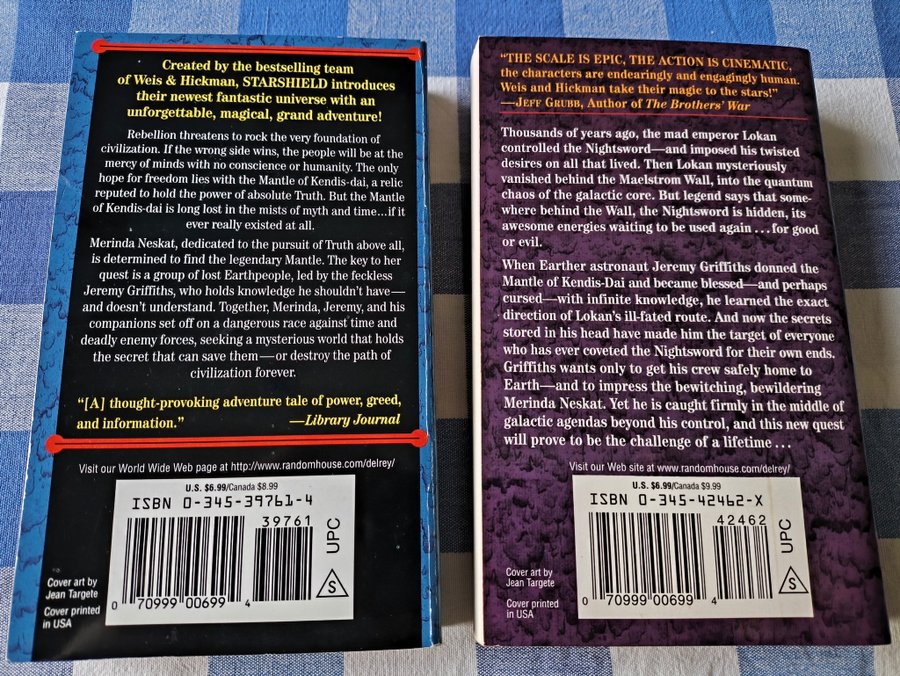 Created by the bestselling team
of Weis & Hickman, STARSHIELD introduces
their newest fantastic universe with an
unforgettable, magical, grand adventure!
Rebellion threatens to rock the very foundation of
civilization. If the wrong side wins, the people will be at the
mercy of minds with no conscience or humanity. The only
hope for freedom lies with the Mantle of Kendis-dai, a relic
reputed to hold the power of absolute Truth. But the Mantle
of Kendis-dai is long lost in the mists of myth and time...if it
ever really existed at all.
Merinda Neskat, dedicated to the pursuit of Truth above all,
is determined to find the legendary Mantle. The key to her
quest is a group of lost Earthpeople, led by the feckless
Jeremy Griffiths, who holds knowledge he shouldn't have—
and doesn't understand. Together, Merinda, Jeremy, and his
companions set off on a dangerous race against time and
deadly enemy forces, seeking a mysterious world that holds
the secret that can save them—or destroy the path of
civilization forever.
"[A] thought-provoking adventure tale of power, greed,
and information."
—Library Journal
Visit our World Wide Web page at http://www.randomhouse.com/delrey/
U.S. $6.99/Canada $8.99
ISBN 0-345-39761-4
39761
UPC
S
0 70999 00699 4
Cover art by
Jean Targete
Cover printed
in USA
"THE SCALE IS EPIC, THE ACTION IS CINEMATIC,
the characters are endearingly and engagingly human.
Weis and Hickman take their magic to the stars!"
—JEFF GRUBB, Author of The Brothers' War
Thousands of years ago, the mad emperor Lokan
controlled the Nightsword—and imposed his twisted
desires on all that lived. Then Lokan mysteriously
vanished behind the Maelstrom Wall, into the quantum
chaos of the galactic core. But legend says that some-
where behind the Wall, the Nightsword is hidden, its
awesome energies waiting to be used again . . . for good
or evil.
When Earther astronaut Jeremy Griffiths donned the
Mantle of Kendis-Dai and became blessed—and perhaps
cursed—with infinite knowledge, he learned the exact
direction of Lokan's ill-fated route. And now the secrets
stored in his head have made him the target of everyone
who has ever coveted the Nightsword for their own ends.
Griffiths wants only to get his crew safely home to
Earth—and to impress the bewitching, bewildering
Merinda Neskat. Yet he is caught firmly in the middle of
galactic agendas beyond his control, and this new quest
will prove to be the challenge of a lifetime . . .
Visit our Web site at www.randomhouse.com/delrey/
U.S. $6.99/Canada $9.99
ISBN 0-345-42462-X
42462
UPC
S
0 70999 00699 4
Cover art by
Jean Targete
Cover printed
in USA